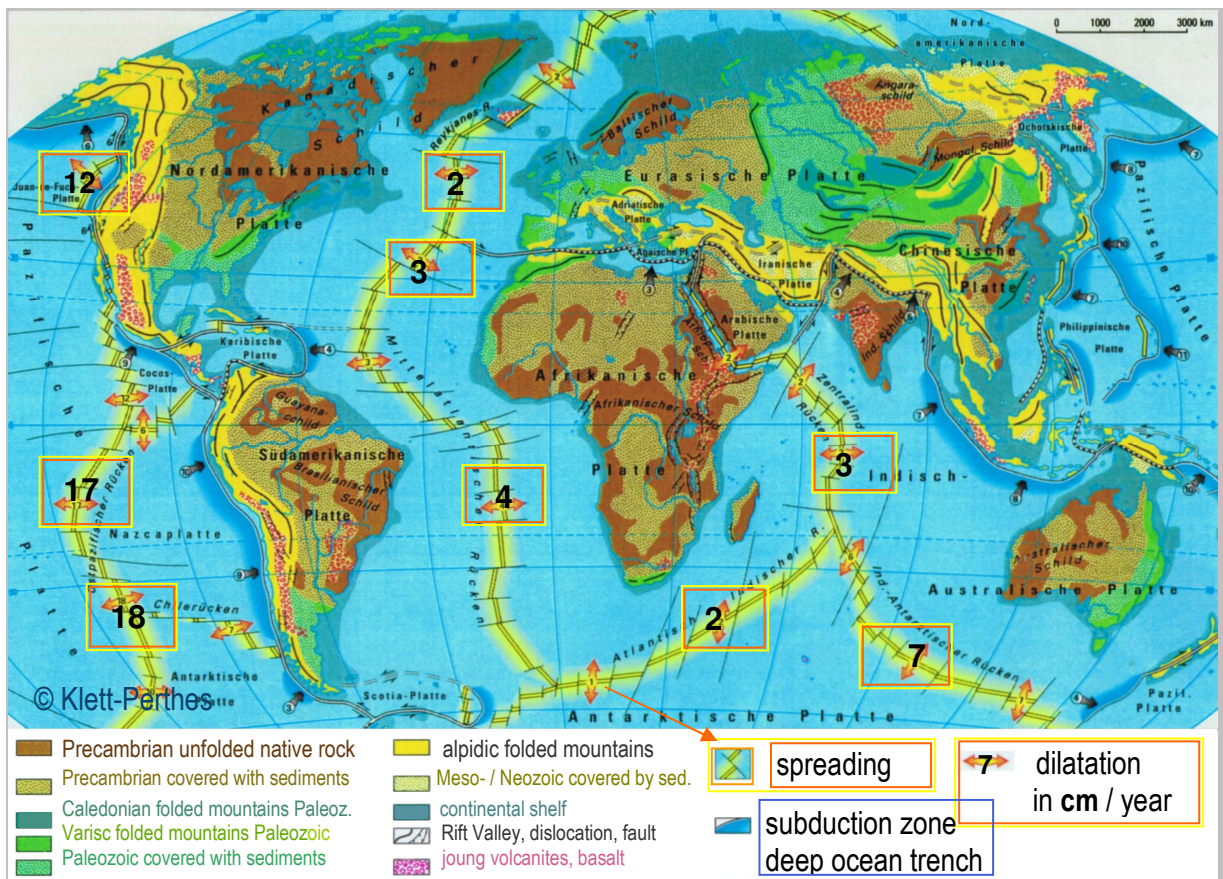 Nord-
amerikanische
Platte
0 1000 2000 3000 km
Kanadischer
Schild
Reykjanes-R.
Baltischer
Schild
Angara-
schild
Ochotskische
Platte
Mongol. Schild
Juan-de-Fuca-
Platte
12
Nordamerikanische
Platte
2
Eurasische Platte
Adriatische
Platte
Ägäische Pl.
3
Iranische
Platte
Chinesische
Platte
Pazifische Platte
Arabische
Platte
Ind. Schild
Philippinische
Platte
Karibische
Platte
Cocos-
Platte
Mittelatlantischer
Rücken
Afrikanische
Platte
Afrikanischer Schild
Zentralind.
Rücken
Guayana-
schild
Südamerikanische
Platte
Brasilianischer
Schild
17
4
3
Indisch-
Australische Platte
Nazcaplatte
Ostpazifischer Rücken
Pazifische
Platte
Australischer
Schild
18
Chilerücken
2
Atlantisch-Indischer R.
Ind.-Antarktischer Rücken
7
Antarktische
Platte
© Klett-Perthes
Scotia-Platte
Antarktische Platte
Pazif.
Platte
Precambrian unfolded native rock
Precambrian covered with sediments
Caledonian folded mountains Paleoz.
Varisc folded mountains Paleozoic
Paleozoic covered with sediments
alpidic folded mountains
Meso- / Neozoic covered by sed.
continental shelf
Rift Valley, dislocation, fault
joung volcanites, basalt
spreading
subduction zone
deep ocean trench
7 dilatation
in cm / year